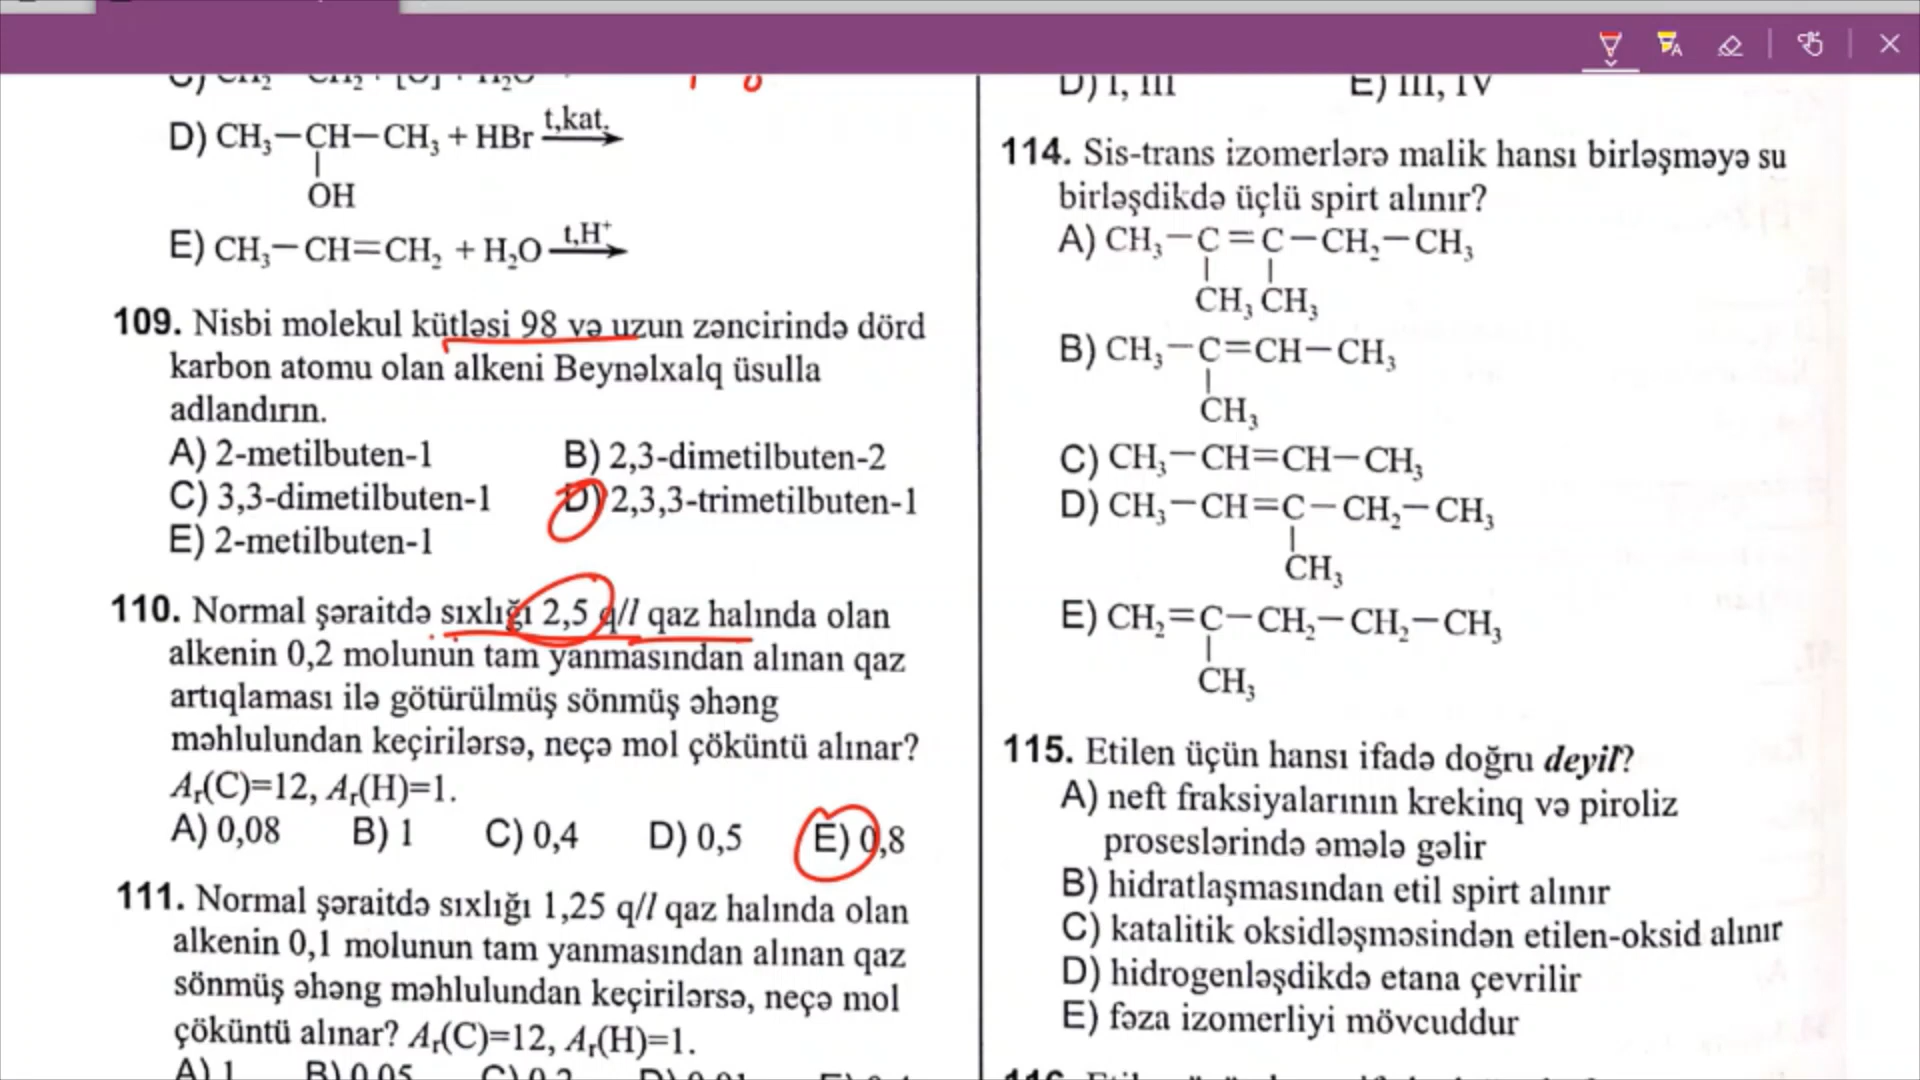 D) CH₃—CH—CH₃ + HBr t,kat.
|
OH
E) CH₃—CH=CH₂ + H₂O t,H⁺
109. Nisbi molekul kütləsi 98 və uzun zəncirində dörd
karbon atomu olan alkeni Beynəlxalq üsulla
adlandırın.
A) 2-metilbuten-1 B) 2,3-dimetilbuten-2
C) 3,3-dimetilbuten-1 D) 2,3,3-trimetilbuten-1
E) 2-metilbuten-1
110. Normal şəraitdə sıxlığı 2,5 q/l qaz halında olan
alkenin 0,2 molunun tam yanmasından alınan qaz
artıqlaması ilə götürülmüş sönmüş əhəng
məhlulundan keçirilərsə, neçə mol çöküntü alınar?
Aᵣ(C)=12, Aᵣ(H)=1.
A) 0,08 B) 1 C) 0,4 D) 0,5 E) 0,8
111. Normal şəraitdə sıxlığı 1,25 q/l qaz halında olan
alkenin 0,1 molunun tam yanmasından alınan qaz
sönmüş əhəng məhlulundan keçirilərsə, neçə mol
çöküntü alınar? Aᵣ(C)=12, Aᵣ(H)=1.
A) 1 B) 0,05
D) I, III E) III, IV
114. Sis-trans izomerlərə malik hansı birləşməyə su
birləşdikdə üçlü spirt alınır?
A) CH₃—C=C—CH₂—CH₃
| |
CH₃ CH₃
B) CH₃—C=CH—CH₃
|
CH₃
C) CH₃—CH=CH—CH₃
D) CH₃—CH=C—CH₂—CH₃
|
CH₃
E) CH₂=C—CH₂—CH₂—CH₃
|
CH₃
115. Etilen üçün hansı ifadə doğru deyil?
A) neft fraksiyalarının krekinq və piroliz
proseslərində əmələ gəlir
B) hidratlaşmasından etil spirt alınır
C) katalitik oksidləşməsindən etilen-oksid alınır
D) hidrogenləşdikdə etana çevrilir
E) fəza izomerliyi mövcuddur